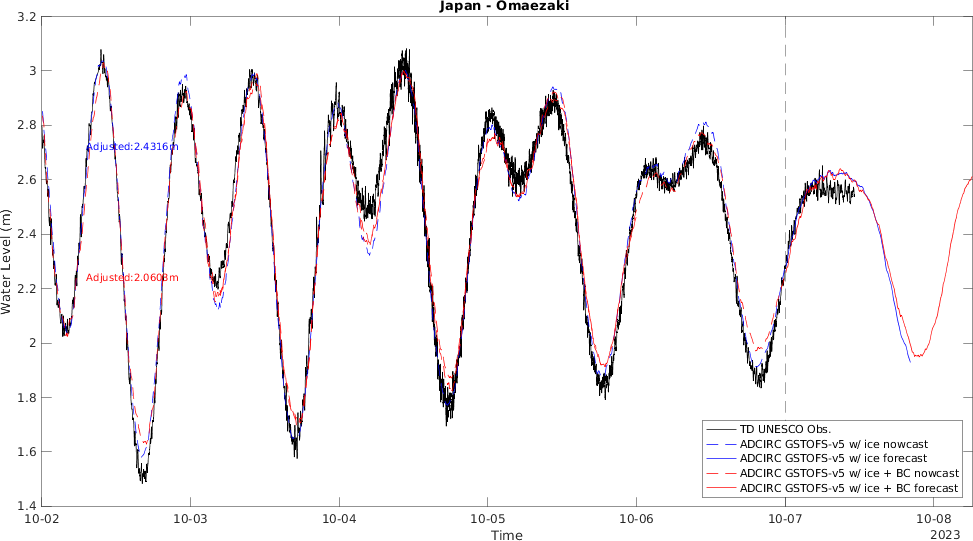 Japan - Omaezaki
3.2
3
2.8
2.6
2.4
2.2
2
1.8
1.6
1.4
Water Level (m)
Adjusted:2.4316m
Adjusted:2.0608m
TD UNESCO Obs.
ADCIRC GSTOFS-v5 w/ ice nowcast
ADCIRC GSTOFS-v5 w/ ice forecast
ADCIRC GSTOFS-v5 w/ ice + BC nowcast
ADCIRC GSTOFS-v5 w/ ice + BC forecast
10-02 10-03 10-04 10-05 10-06 10-07 10-08
Time
2023